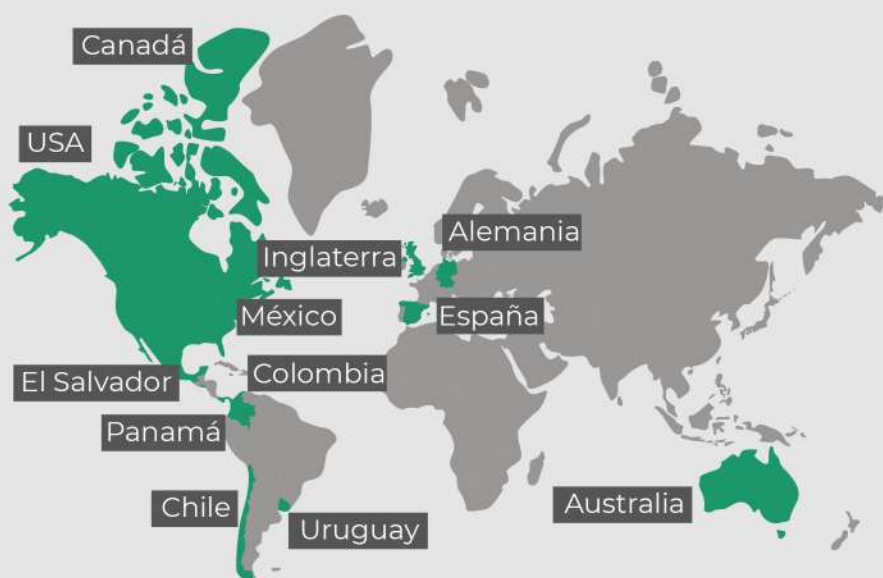 Canadá
USA
Alemania
Inglaterra
México
España
El Salvador
Colombia
Panamá
Chile
Uruguay
Australia